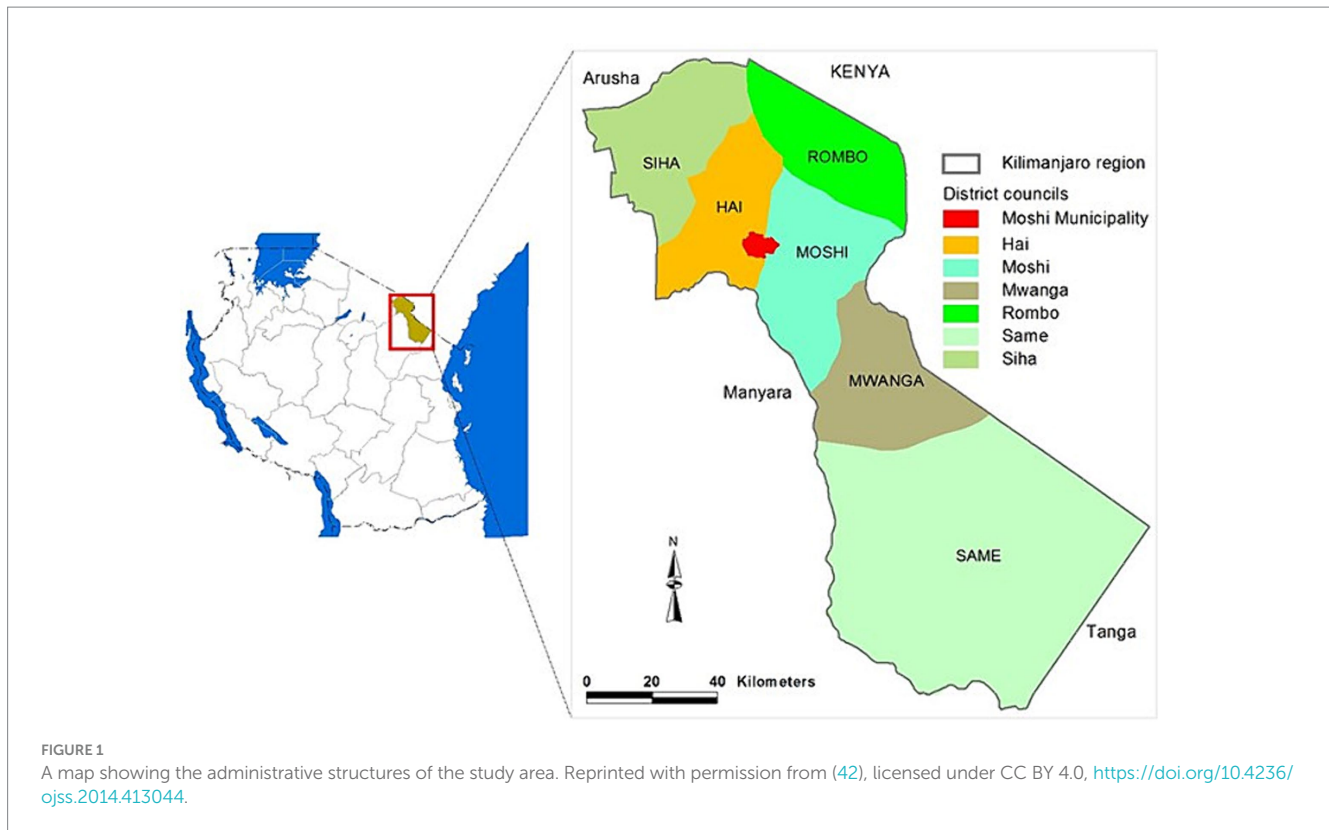 Arusha
KENYA
SIHA
ROMBO
HAI
MOSHI
Manyara
MWANGA
SAME
Tanga
Kilimanjaro region
District councils
Moshi Municipality
Hai
Moshi
Mwanga
Rombo
Same
Siha
N
0 20 40 Kilometers
FIGURE 1
A map showing the administrative structures of the study area. Reprinted with permission from (42), licensed under CC BY 4.0, https://doi.org/10.4236/
ojss.2014.413044.